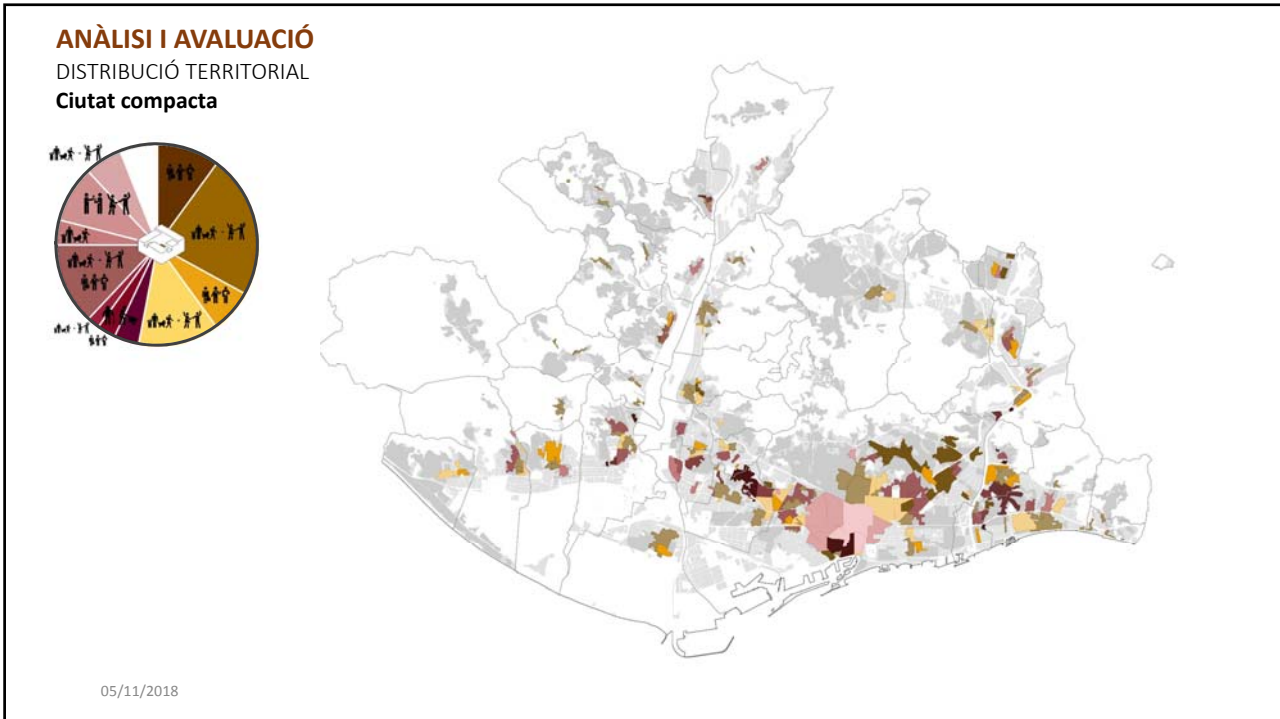 ANÀLISI I AVALUACIÓ
DISTRIBUCIÓ TERRITORIAL
Ciutat compacta
05/11/2018